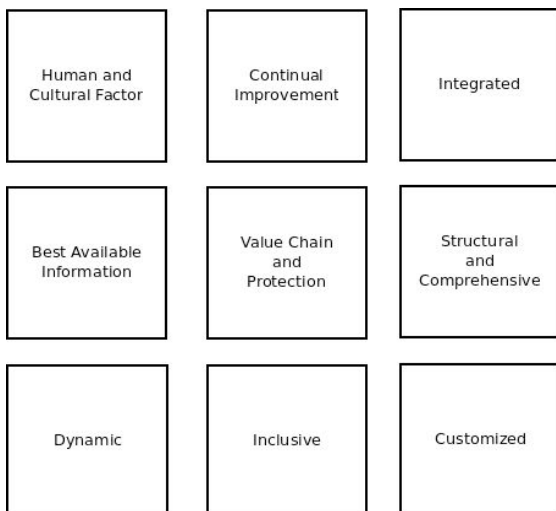 Human and
Cultural Factor
Continual
Improvement
Integrated
Best Available
Information
Value Chain
and
Protection
Structural
and
Comprehensive
Dynamic
Inclusive
Customized